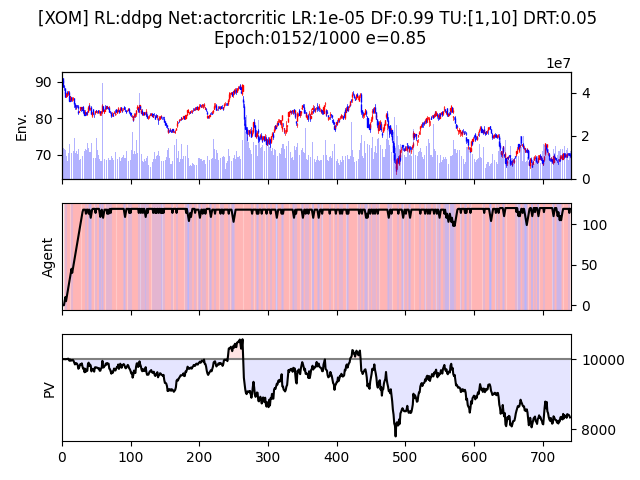 [XOM] RL:ddpg Net:actorcritic LR:1e-05 DF:0.99 TU:[1,10] DRT:0.05
Epoch:0152/1000 e=0.85
1e7
Env.
90
80
70
4
2
0
Agent
100
50
0
PV
10000
8000
0 100 200 300 400 500 600 700